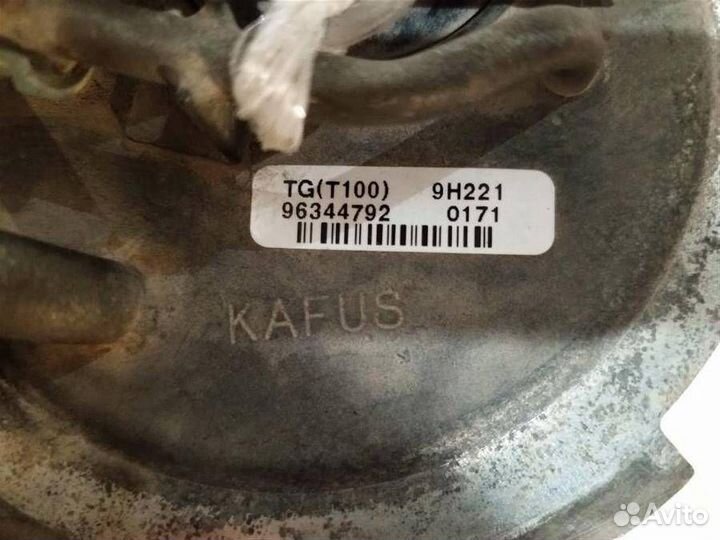 TG(T100) 9H221
96344792 0171
KAFUS
Avito